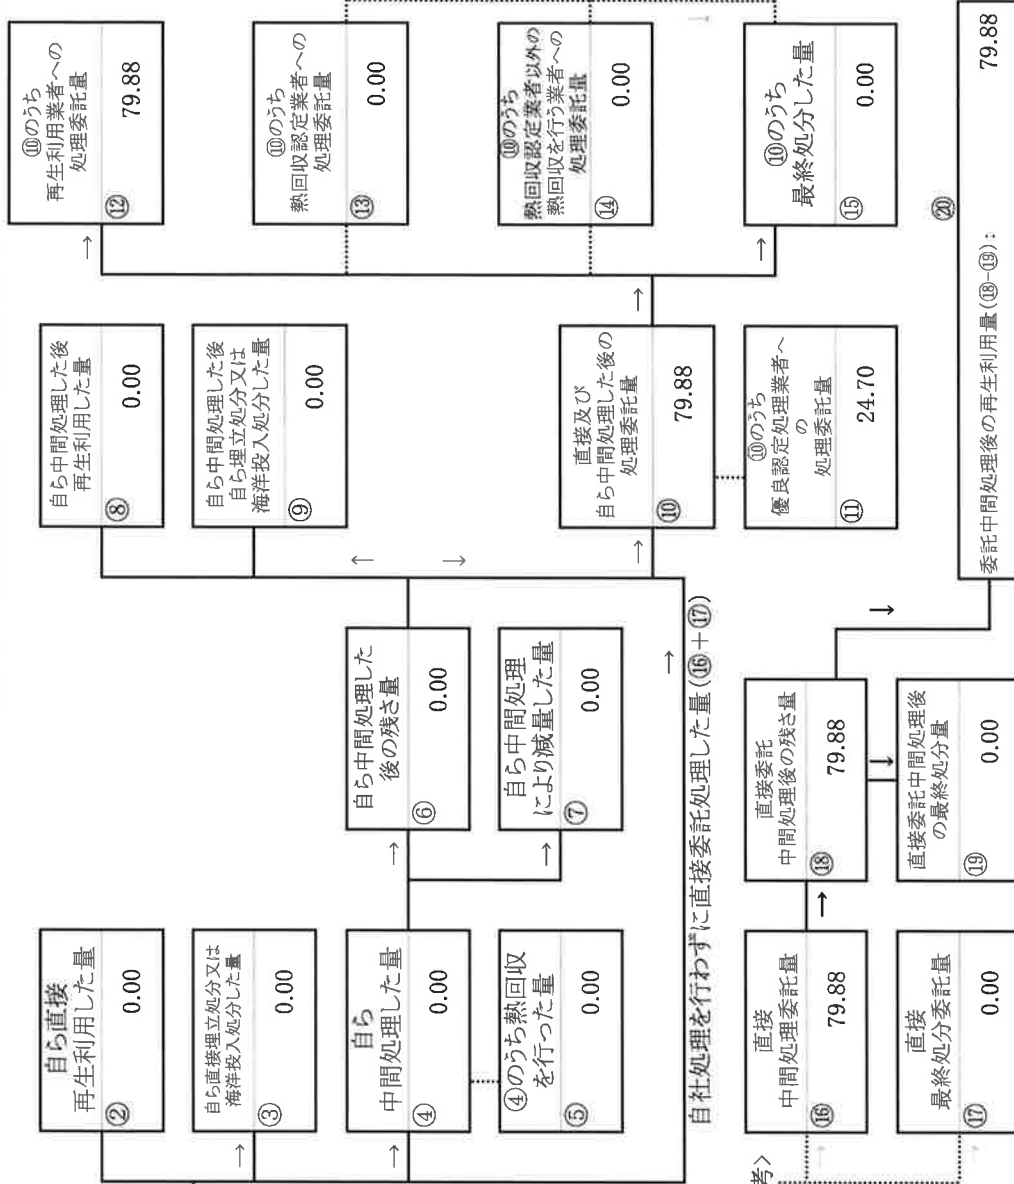 自ら直接
再生利用した量
②
0.00
自ら直接埋立処分又は
海洋投入処分した量
③
0.00
自ら
中間処理した量
④
0.00
④のうち熱回収
を行った量
⑤
0.00
自ら中間処理した
後の残さ量
⑥
0.00
自ら中間処理
により減量した量
⑦
0.00
自ら中間処理した後
再生利用した量
⑧
0.00
自ら中間処理した後
自ら埋立処分又は
海洋投入処分した量
⑨
0.00
直接及び
自ら中間処理した後の
処理委託量
⑩
79.88
⑩のうち
優良認定処理業者へ
の
処理委託量
⑪
24.70
⑩のうち
再生利用業者への
処理委託量
⑫
79.88
⑩のうち
熱回収認定業者への
処理委託量
⑬
0.00
⑩のうち
熱回収認定業者以外の
熱回収を行う業者への
処理委託量
⑭
0.00
⑩のうち
最終処分した量
⑮
0.00
自社処理を行わずに直接委託処理した量(⑯+⑰)
考>
直接
中間処理委託量
⑯
79.88
直接
最終処分委託量
⑰
0.00
直接委託
中間処理後の残さ量
⑱
79.88
直接委託中間処理後
の最終処分量
⑲
0.00
⑳
委託中間処理後の再生利用量(⑱-⑲):
79.88